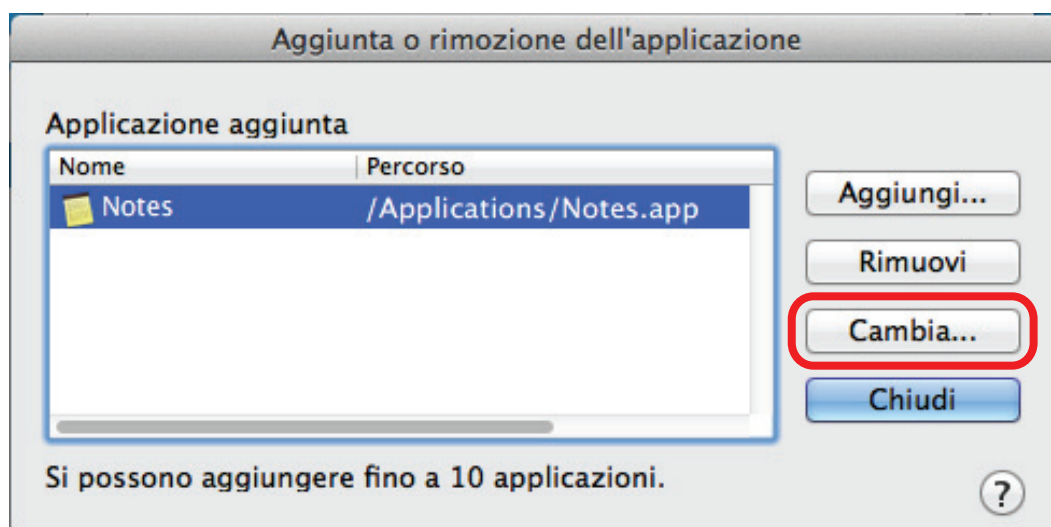 Aggiunta o rimozione dell'applicazione
Applicazione aggiunta
Nome Percorso
Notes /Applications/Notes.app
Aggiungi...
Rimuovi
Cambia...
Chiudi
Si possono aggiungere fino a 10 applicazioni.
?